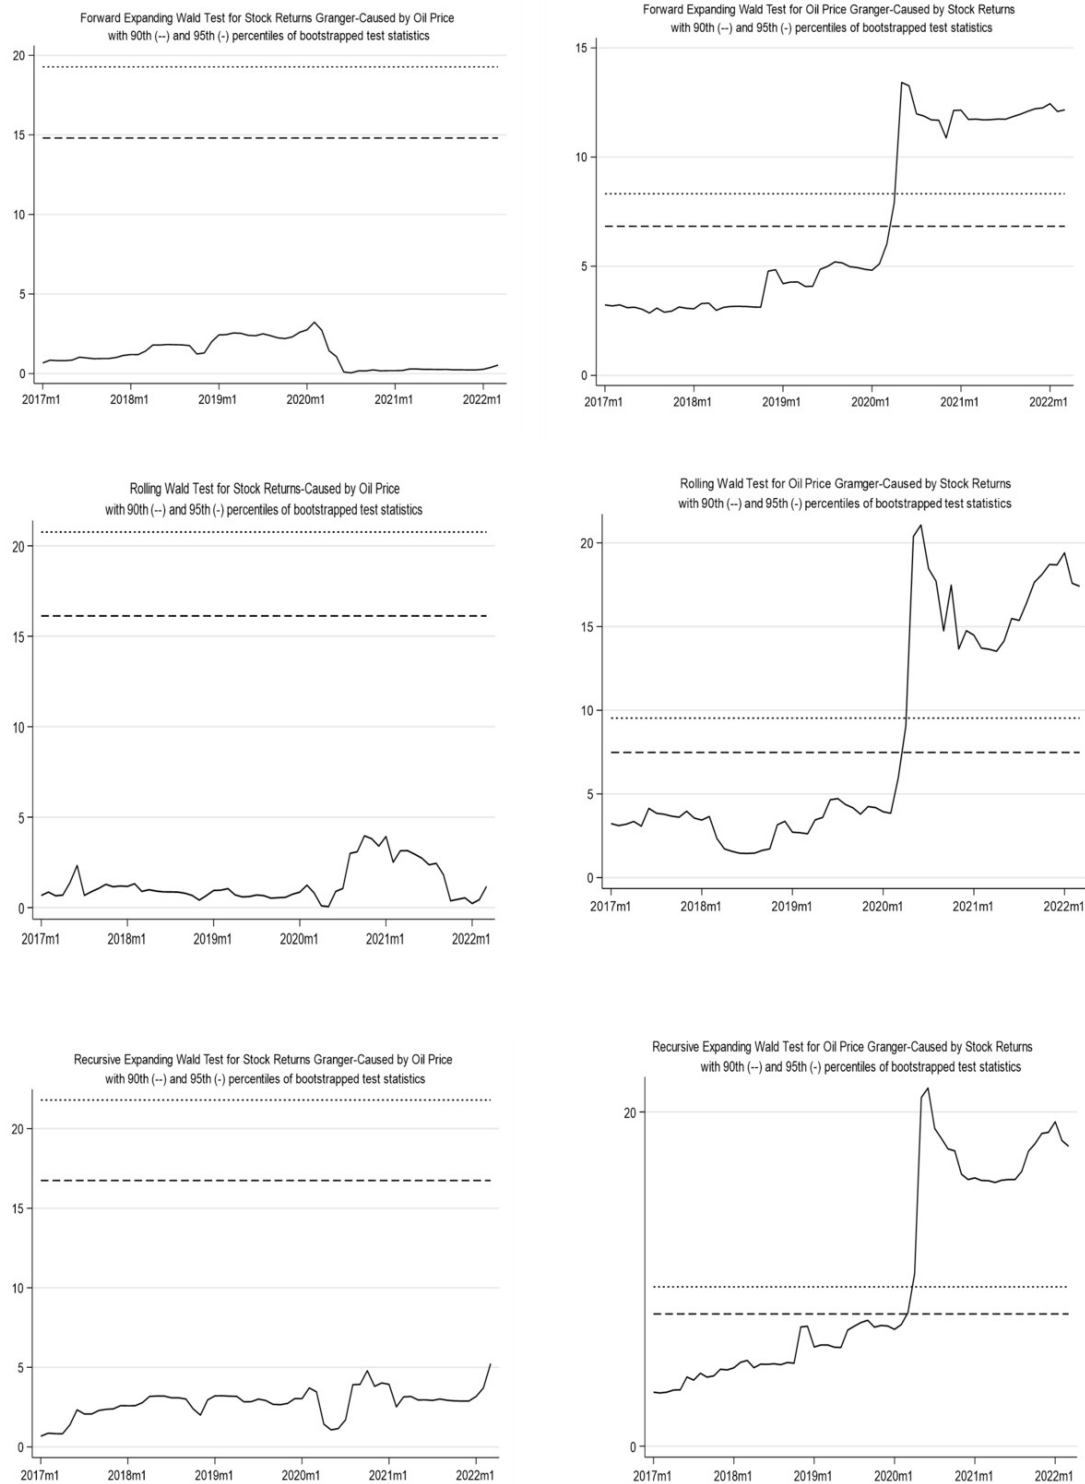 Forward Expanding Wald Test for Stock Returns Granger-Caused by Oil Price
with 90th (--) and 95th (-) percentiles of bootstrapped test statistics
20
15
10
5
0
2017m1 2018m1 2019m1 2020m1 2021m1 2022m1
Forward Expanding Wald Test for Oil Price Granger-Caused by Stock Returns
with 90th (--) and 95th (-) percentiles of bootstrapped test statistics
15
10
5
0
2017m1 2018m1 2019m1 2020m1 2021m1 2022m1
Rolling Wald Test for Stock Returns-Caused by Oil Price
with 90th (--) and 95th (-) percentiles of bootstrapped test statistics
20
15
10
5
0
2017m1 2018m1 2019m1 2020m1 2021m1 2022m1
Rolling Wald Test for Oil Price Gramger-Caused by Stock Returns
with 90th (--) and 95th (-) percentiles of bootstrapped test statistics
20
15
10
5
0
2017m1 2018m1 2019m1 2020m1 2021m1 2022m1
Recursive Expanding Wald Test for Stock Returns Granger-Caused by Oil Price
with 90th (--) and 95th (-) percentiles of bootstrapped test statistics
20
15
10
5
0
2017m1 2018m1 2019m1 2020m1 2021m1 2022m1
Recursive Expanding Wald Test for Oil Price Granger-Caused by Stock Returns
with 90th (--) and 95th (-) percentiles of bootstrapped test statistics
20
0
2017m1 2018m1 2019m1 2020m1 2021m1 2022m1